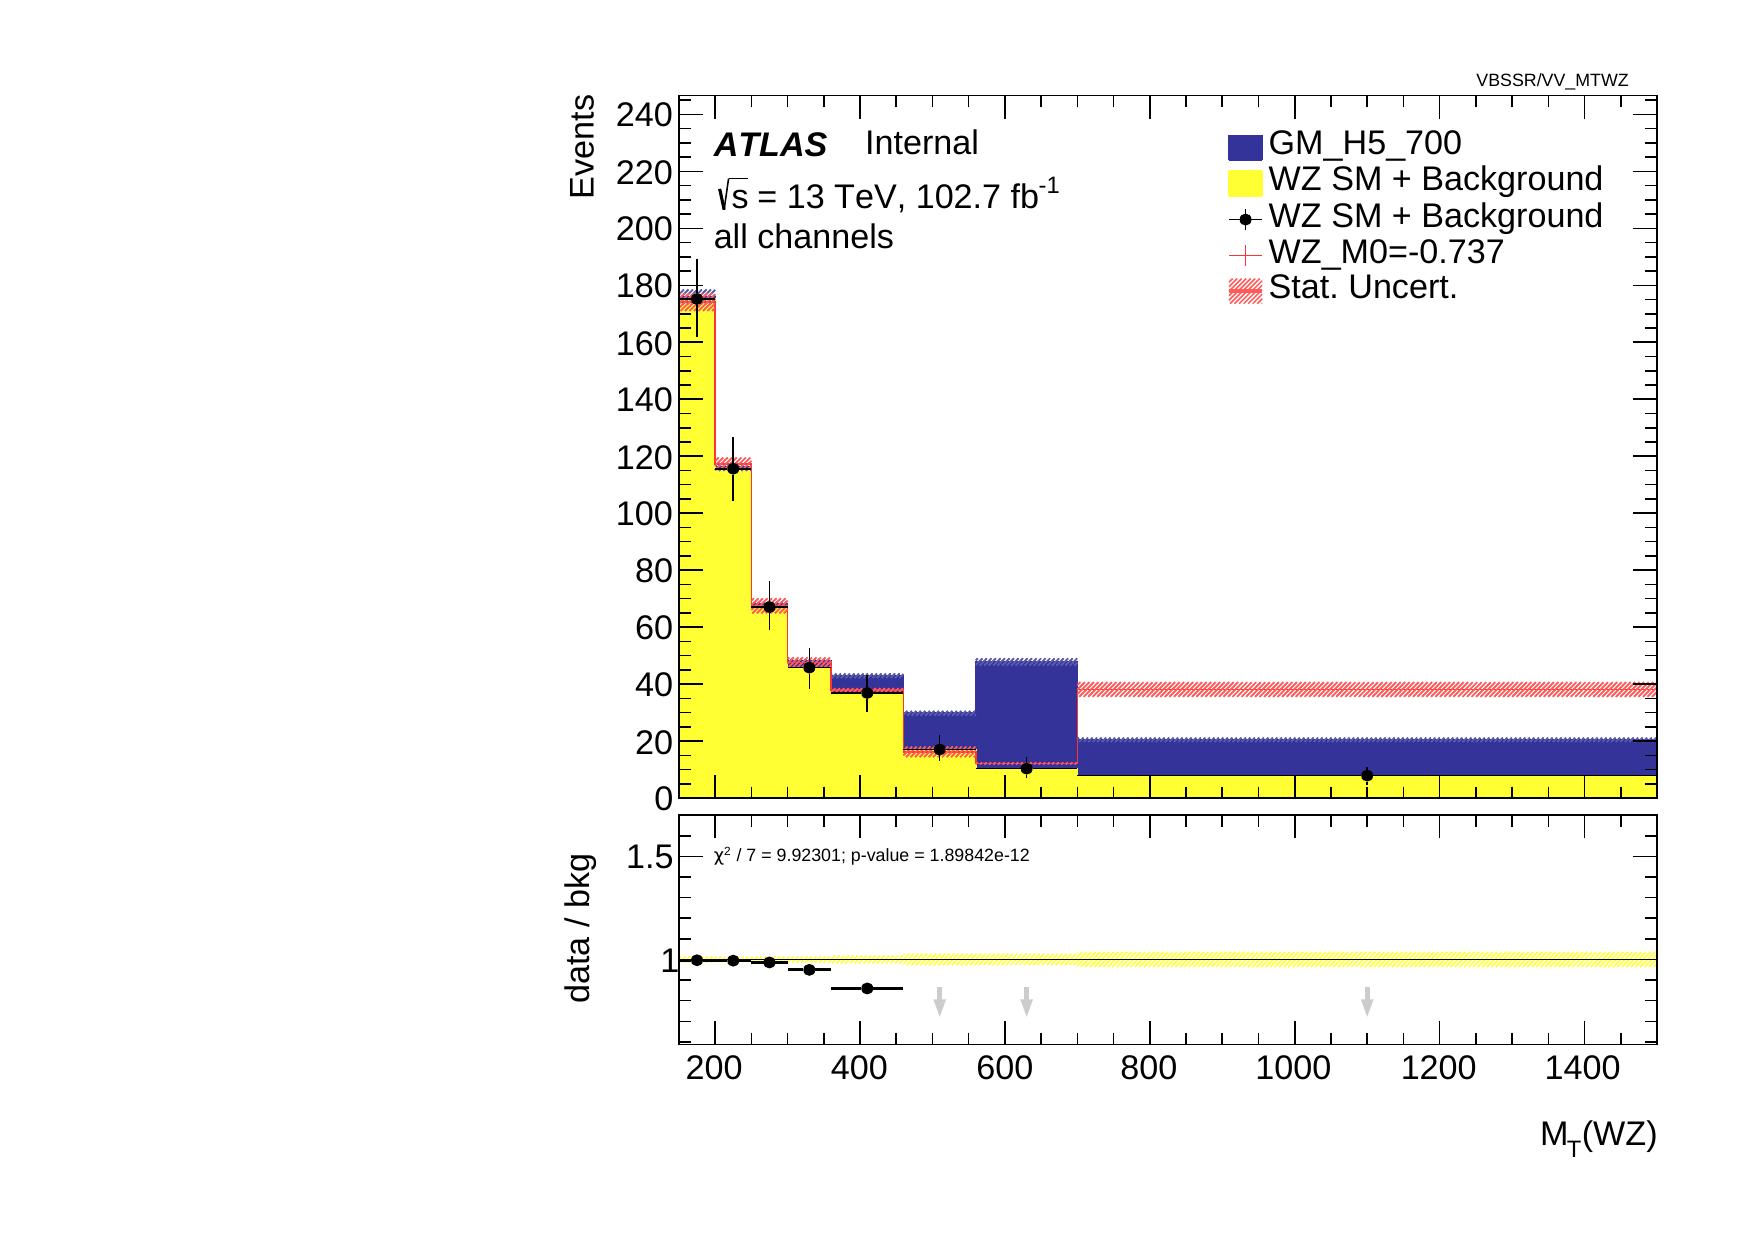 VBSSR/VV_MTWZ
Events
240
220
200
180
160
140
120
100
80
60
40
20
0
ATLAS Internal
√s = 13 TeV, 102.7 fb-1
all channels
GM_H5_700
WZ SM + Background
WZ SM + Background
WZ_M0=-0.737
Stat. Uncert.
data / bkg
1.5
1
χ2 / 7 = 9.92301; p-value = 1.89842e-12
200 400 600 800 1000 1200 1400
MT(WZ)